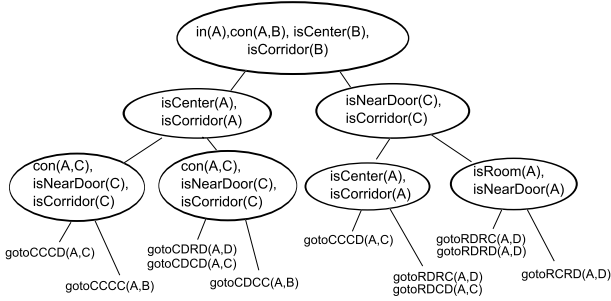 in(A),con(A,B), isCenter(B),
isCorridor(B)
isCenter(A),
isCorridor(A)
isNearDoor(C),
isCorridor(C)
con(A,C),
isNearDoor(C),
isCorridor(C)
con(A,C),
isNearDoor(C),
isCorridor(C)
isCenter(A),
isCorridor(A)
isRoom(A),
isNearDoor(A)
gotoCCCD(A,C)
gotoCCCC(A,B)
gotoCDRD(A,D)
gotoCDCD(A,C)
gotoCDCC(A,B)
gotoCCCD(A,C)
gotoRDRC(A,D)
gotoRDCD(A,C)
gotoRDRC(A,D)
gotoRDRD(A,D)
gotoRCRD(A,D)